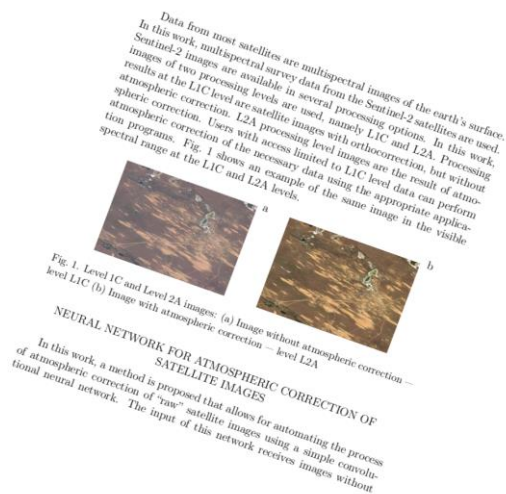 Data from most satellites are multispectral images of the earth's surface.
In this work, multispectral survey data from the Sentinel-2 satellites are used.
Sentinel-2 images are available in several processing options. In this work,
images of two processing levels are used, namely L1C and L2A. Processing
results at the L1C level are satellite images with orthocorrection, but without
atmospheric correction. L2A processing level images are the result of atmo-
spheric correction. Users with access limited to L1C level data can perform
atmospheric correction of the necessary data using the appropriate applica-
tion programs. Fig. 1 shows an example of the same image in the visible
spectral range at the L1C and L2A levels.
a
b
Fig. 1. Level 1C and Level 2A images: (a) Image without atmospheric correction —
level L1C (b) Image with atmospheric correction — level L2A
NEURAL NETWORK FOR ATMOSPHERIC CORRECTION OF
SATELLITE IMAGES
In this work, a method is proposed that allows for automating the process
of atmospheric correction of "raw" satellite images using a simple convolu-
tional neural network. The input of this network receives images without